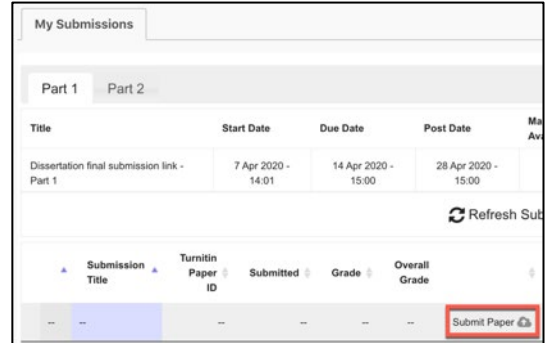 My Submissions
Part 1 Part 2
Title Start Date Due Date Post Date
Dissertation final submission link - 7 Apr 2020 - 14 Apr 2020 - 28 Apr 2020 -
Part 1 14:01 15:00 15:00
Refresh
Submission Turnitin Paper ID Submitted Grade Overall Grade
Title
-- -- -- -- -- -- Submit Paper